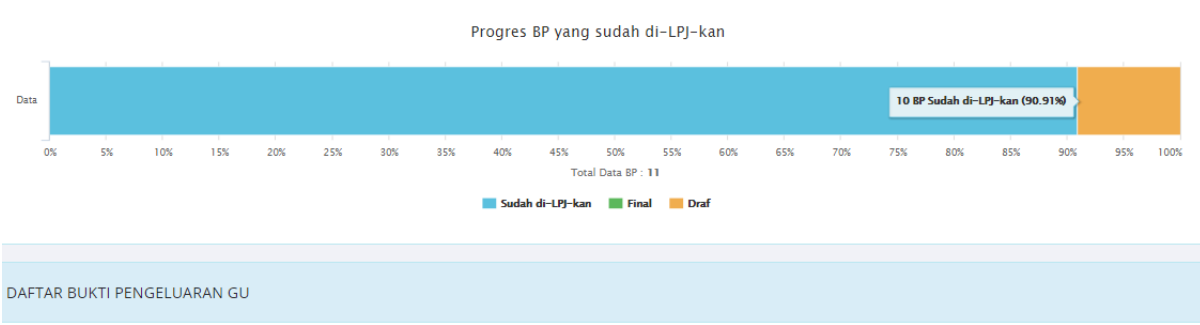 Progres BP yang sudah di-LPJ-kan
Data
10 BP Sudah di-LPJ-kan (90.91%)
0% 5% 10% 15% 20% 25% 30% 35% 40% 45% 50% 55% 60% 65% 70% 75% 80% 85% 90% 95% 100%
Total Data BP : 11
Sudah di-LPJ-kan Final Draf
DAFTAR BUKTI PENGELUARAN GU